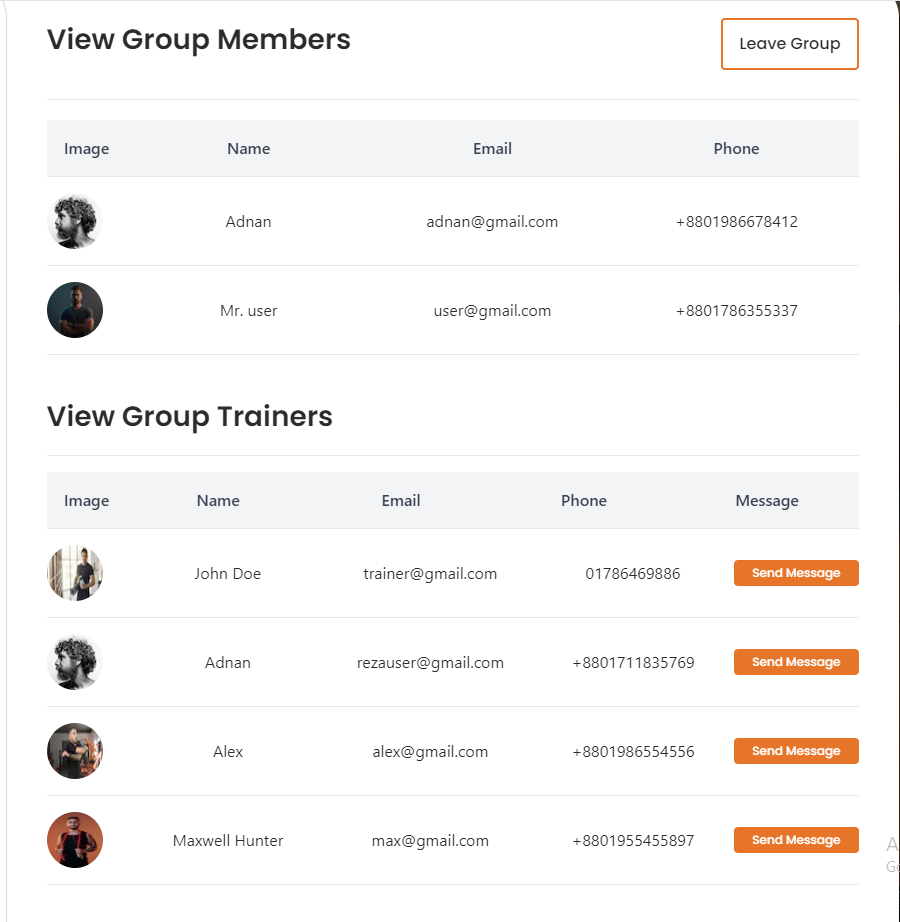 View Group Members
Leave Group
Image Name Email Phone
Adnan adnan@gmail.com +8801986678412
Mr. user user@gmail.com +8801786355337
View Group Trainers
Image Name Email Phone Message
John Doe trainer@gmail.com 01786469886 Send Message
Adnan rezauser@gmail.com +8801711835769 Send Message
Alex alex@gmail.com +8801986554556 Send Message
Maxwell Hunter max@gmail.com +8801955455897 Send Message